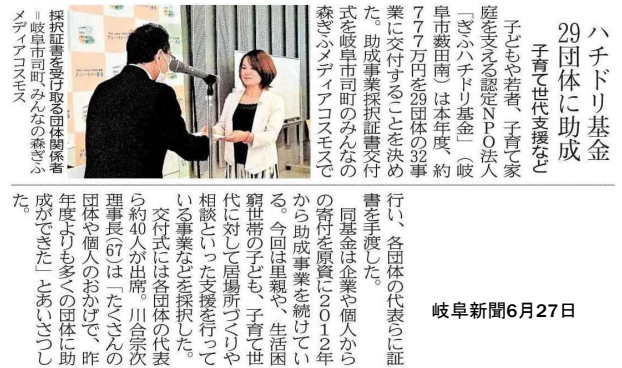 ハチドリ基金
29団体に助成
子育て世代支援など
子どもや若者、子育て家
庭を支える認定NPO法人
「ぎふハチドリ基金」（岐
阜市薮田南）は本年度、約
777万円を29団体の32事
業に交付することを決め
た。助成事業採択証書交付
式を岐阜市司町のみんなの
森ぎふメディアコスモスで
採択証書を受け取る団体関係者
＝岐阜市司町、みんなの森ぎふ
メディアコスモス
行い、各団体の代表らに証
書を手渡した。
同基金は企業や個人から
の寄付を原資に2012年
から助成事業を続けてい
る。今回は里親や、生活困
窮世帯の子ども、子育て世
代に対して居場所づくりや
相談といった支援を行って
いる事業などを採択した。
交付式には各団体の代表
ら約40人が出席。川合宗次
理事長(67)は「たくさんの
団体や個人のおかげで、昨
年度よりも多くの団体に助
成ができた」とあいさつし
た。
岐阜新聞6月27日